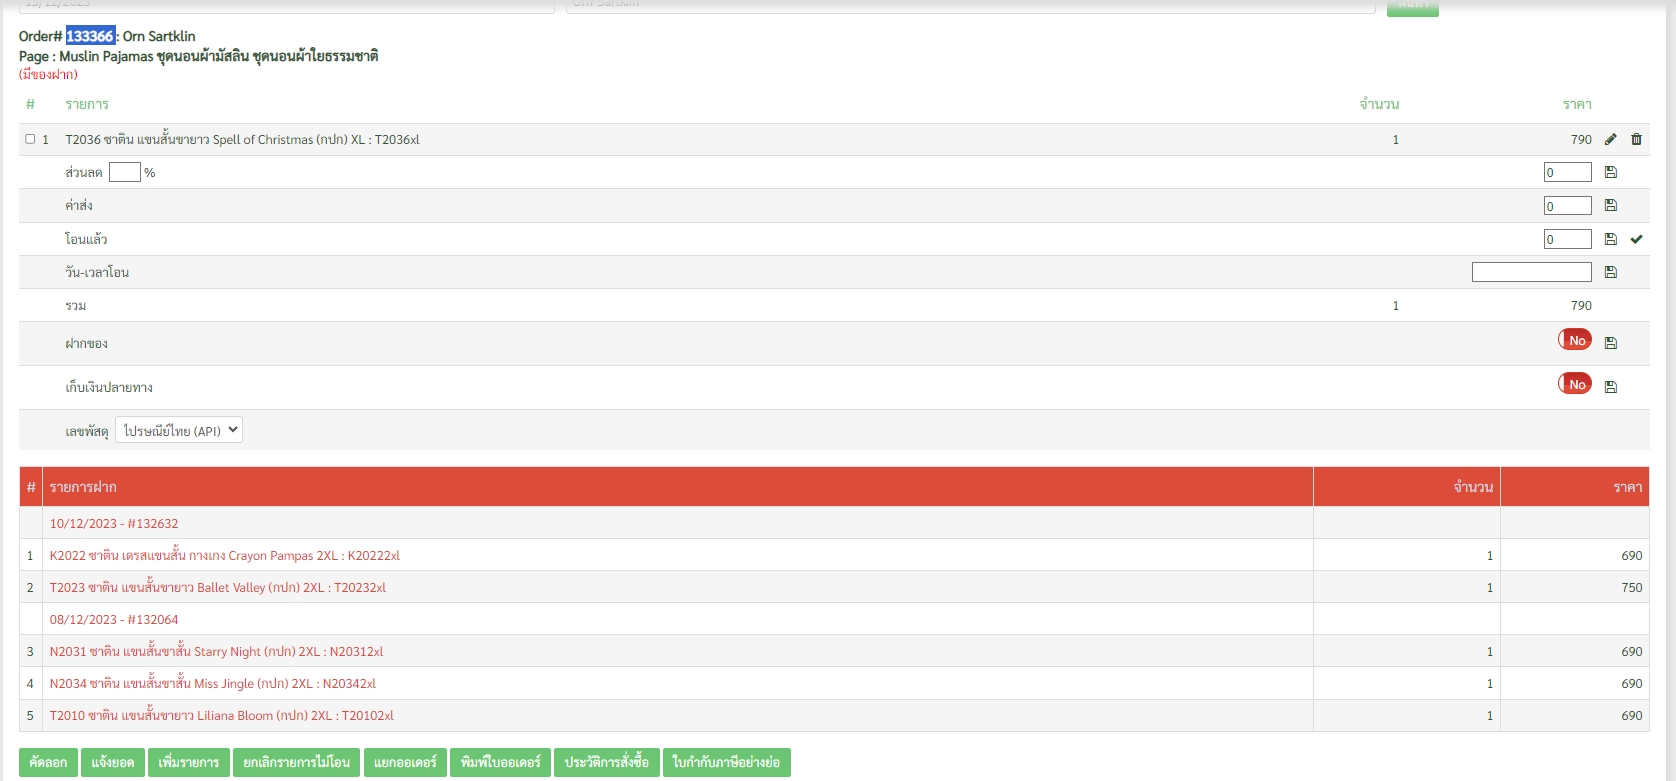 Order# 133366 : Orn Sartklin
Page : Muslin Pajamas ชุดนอนผ้ามัสลิน ชุดนอนผ้าใยธรรมชาติ
(มีของฝาก)
# รายการ จำนวน ราคา
1 T2036 ซาติน แขนสั้นขายาว Spell of Christmas (กปก) XL : T2036xl 1 790
ส่วนลด % 0
ค่าส่ง 0
โอนแล้ว 0
วัน-เวลาโอน
รวม 1 790
ฝากของ No
เก็บเงินปลายทาง No
เลขพัสดุ ไปรษณีย์ไทย (API)
# รายการฝาก จำนวน ราคา
10/12/2023 - #132632
1 K2022 ซาติน เดรสแขนสั้น กางเกง Crayon Pampas 2XL : K20222xl 1 690
2 T2023 ซาติน แขนสั้นขายาว Ballet Valley (กปก) 2XL : T20232xl 1 750
08/12/2023 - #132064
3 N2031 ซาติน แขนสั้นขาสั้น Starry Night (กปก) 2XL : N20312xl 1 690
4 N2034 ซาติน แขนสั้นขาสั้น Miss Jingle (กปก) 2XL : N20342xl 1 690
5 T2010 ซาติน แขนสั้นขายาว Liliana Bloom (กปก) 2XL : T20102xl 1 690
คัดลอก แจ้งยอด เพิ่มรายการ ยกเลิกรายการไม่โอน แยกออเดอร์ พิมพ์ใบออเดอร์ ประวัติการสั่งซื้อ ใบกำกับภาษีอย่างย่อ